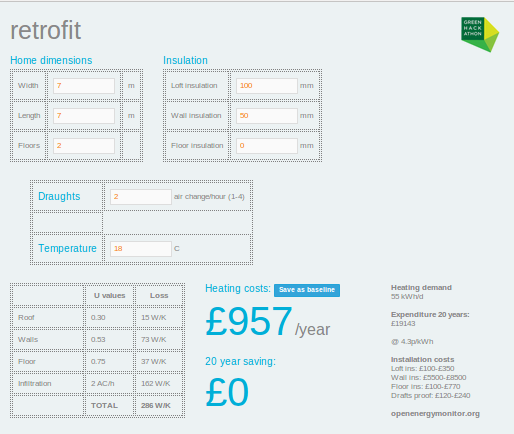 retrofit
GREEN
HACK
ATHON
Home dimensions
Width 7 m
Length 7 m
Floors 2
Insulation
Loft insulation 100 mm
Wall insulation 50 mm
Floor insulation 0 mm
Draughts 2 air change/hour (1-4)
Temperature 18 C
U values Loss
Roof 0.30 15 W/K
Walls 0.53 73 W/K
Floor 0.75 37 W/K
Infiltration 2 AC/h 162 W/K
TOTAL 286 W/K
Heating costs: Save as baseline
£957/year
20 year saving:
£0
Heating demand
55 kWh/d
Expenditure 20 years:
£19143
@ 4.3p/kWh
Installation costs
Loft ins: £100-£350
Wall ins: £5500-£8500
Floor ins: £100-£770
Drafts proof: £120-£240
openenergymonitor.org